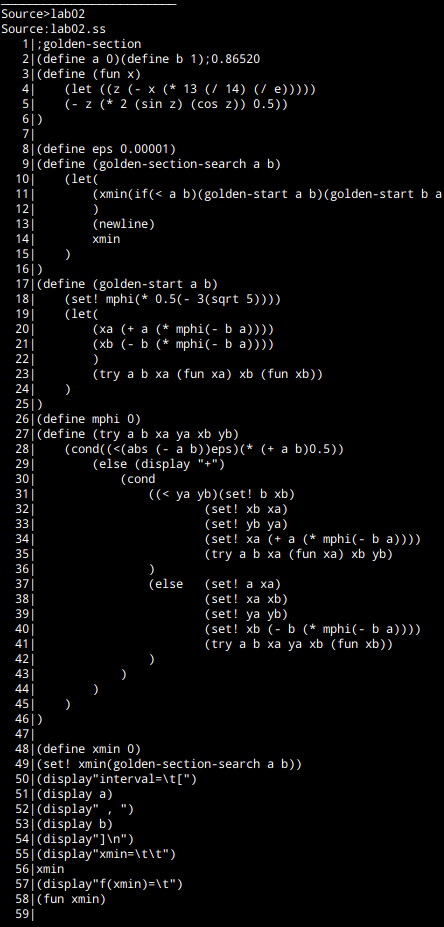 Source>lab02
Source:lab02.ss
1|;golden-section
2|(define a 0)(define b 1);0.86520
3|(define (fun x)
4|    (let ((z (- x (* 13 (/ 14) (/ e)))))
5|    (- z (* 2 (sin z) (cos z)) 0.5))
6|)
7|
8|(define eps 0.00001)
9|(define (golden-section-search a b)
10|    (let(
11|        (xmin(if(< a b)(golden-start a b)(golden-start b a
12|        )
13|        (newline)
14|        xmin
15|    )
16|)
17|(define (golden-start a b)
18|    (set! mphi(* 0.5(- 3(sqrt 5))))
19|    (let(
20|        (xa (+ a (* mphi(- b a))))
21|        (xb (- b (* mphi(- b a))))
22|        )
23|        (try a b xa (fun xa) xb (fun xb))
24|    )
25|)
26|(define mphi 0)
27|(define (try a b xa ya xb yb)
28|    (cond((<(abs (- a b))eps)(* (+ a b)0.5))
29|        (else (display "+")
30|            (cond
31|                ((< ya yb)(set! b xb)
32|                        (set! xb xa)
33|                        (set! yb ya)
34|                        (set! xa (+ a (* mphi(- b a))))
35|                        (try a b xa (fun xa) xb yb)
36|                )
37|                (else   (set! a xa)
38|                        (set! xa xb)
39|                        (set! ya yb)
40|                        (set! xb (- b (* mphi(- b a))))
41|                        (try a b xa ya xb (fun xb))
42|                )
43|            )
44|        )
45|    )
46|)
47|
48|(define xmin 0)
49|(set! xmin(golden-section-search a b))
50|(display"interval=\t[")
51|(display a)
52|(display" , ")
53|(display b)
54|(display"]\n")
55|(display"xmin=\t\t")
56|xmin
57|(display"f(xmin)=\t")
58|(fun xmin)
59|